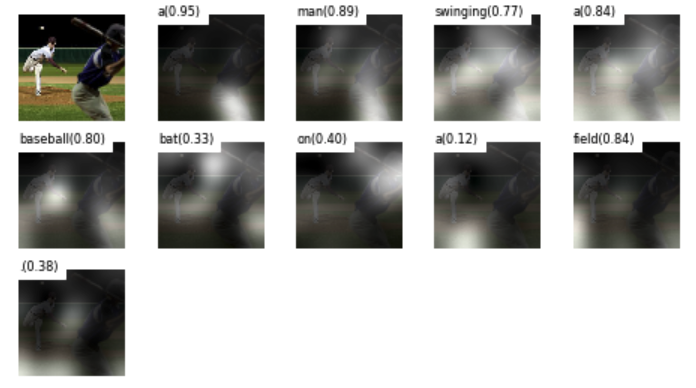 a(0.95) man(0.89) swinging(0.77) a(0.84)
baseball(0.80) bat(0.33) on(0.40) a(0.12) field(0.84)
.(0.38)